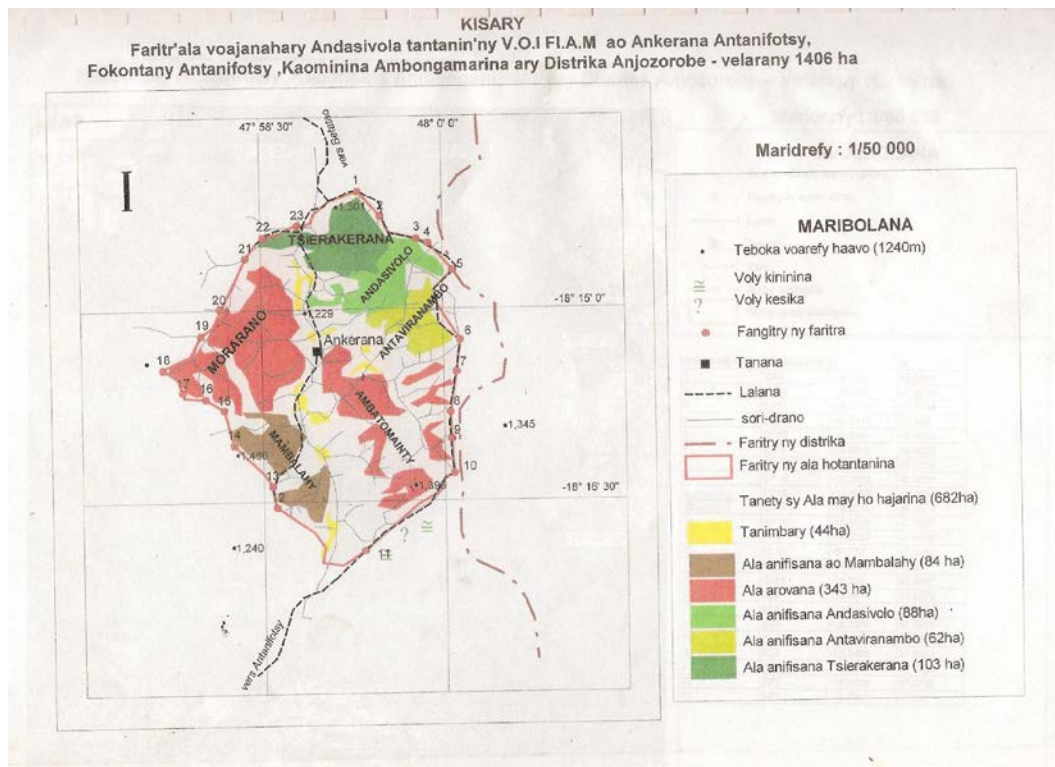 KISARY
Faritr'ala voajanahary Andasivola tantanin'ny V.O.I FI.A.M ao Ankerana Antanifotsy,
Fokontany Antanifotsy ,Kaominina Ambongamarina ary Distrika Anjozorobe - velarany 1406 ha
47° 58' 30"
48° 0' 0"
vers Befatao
1
1,301
2
23
22
TSIERAKERANA
3
4
21
ANDASIVOLO
5
-18° 15' 0"
20
1,229
ANTAVIRANAMBO
6
19
MORARANO
Ankerana
18
7
17
16
15
AMBATOMAINTY
8
1,345
14
MAMBALAHY
9
1,486
10
13
1,395
-18° 16' 30"
2
1,240
vers Antanifotsy
Maridrefy : 1/50 000
MARIBOLANA
Teboka voarefy haavo (1240m)
Voly kininina
Voly kesika
Fangitry ny faritra
Tanana
Lalana
sori-drano
Faritry ny distrika
Faritry ny ala hotantanina
Tanety sy Ala may ho hajarina (682ha)
Tanimbary (44ha)
Ala anifisana ao Mambalahy (84 ha)
Ala arovana (343 ha)
Ala anifisana Andasivolo (88ha)
Ala anifisana Antaviranambo (62ha)
Ala anifisana Tsierakerana (103 ha)